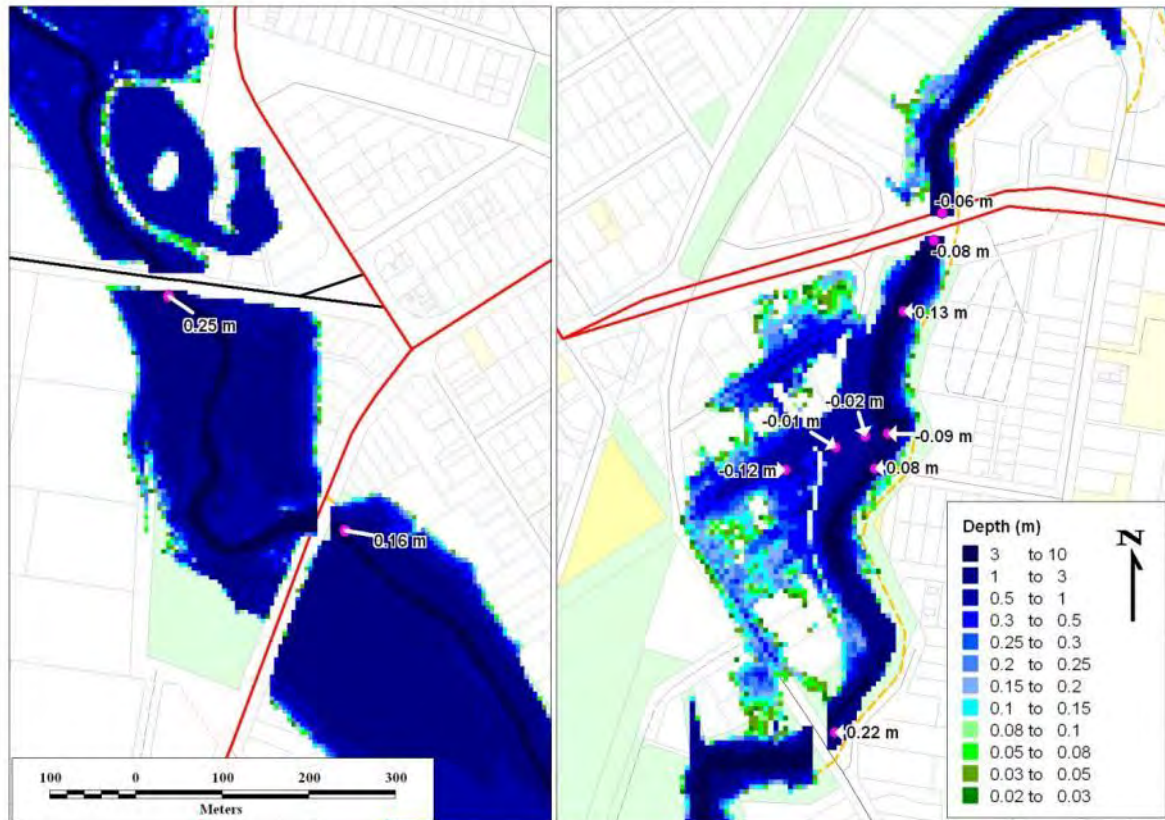 0.25 m
0.16 m
100 0 100 200 300
Meters
-0.06 m
-0.08 m
0.13 m
-0.02 m
-0.01 m
-0.09 m
-0.12 m
0.08 m
0.22 m
Depth (m)
3 to 10
1 to 3
0.5 to 1
0.3 to 0.5
0.25 to 0.3
0.2 to 0.25
0.15 to 0.2
0.1 to 0.15
0.08 to 0.1
0.05 to 0.08
0.03 to 0.05
0.02 to 0.03
N